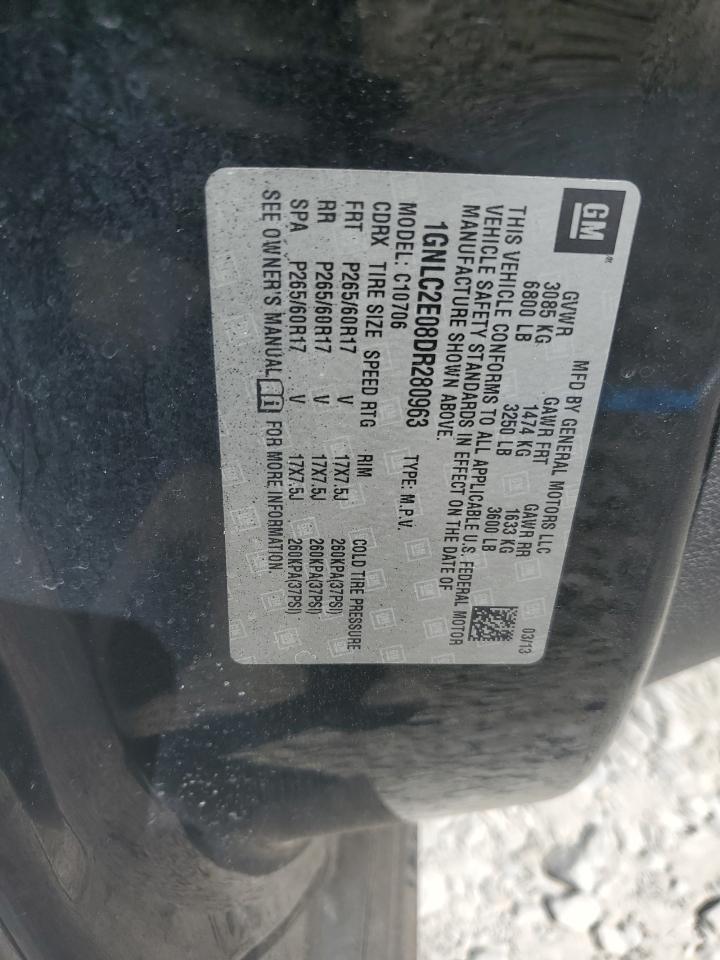 GM®
MFD BY GENERAL MOTORS LLC
03/13
GVWR GAWR FRT GAWR RR
3085 KG 1474 KG 1633 KG
6800 LB 3250 LB 3600 LB
THIS VEHICLE CONFORMS TO ALL APPLICABLE U.S. FEDERAL MOTOR
VEHICLE SAFETY STANDARDS IN EFFECT ON THE DATE OF
MANUFACTURE SHOWN ABOVE.
1GNLC2E08DR280963
MODEL: C10706 TYPE: M.P.V.
CDRX TIRE SIZE SPEED RTG RIM COLD TIRE PRESSURE
FRT P265/60R17 V 17X7.5J 260KPA(37PSI)
RR P265/60R17 V 17X7.5J 260KPA(37PSI)
SPA P265/60R17 V 17X7.5J 260KPA(37PSI)
SEE OWNER'S MANUAL FOR MORE INFORMATION.